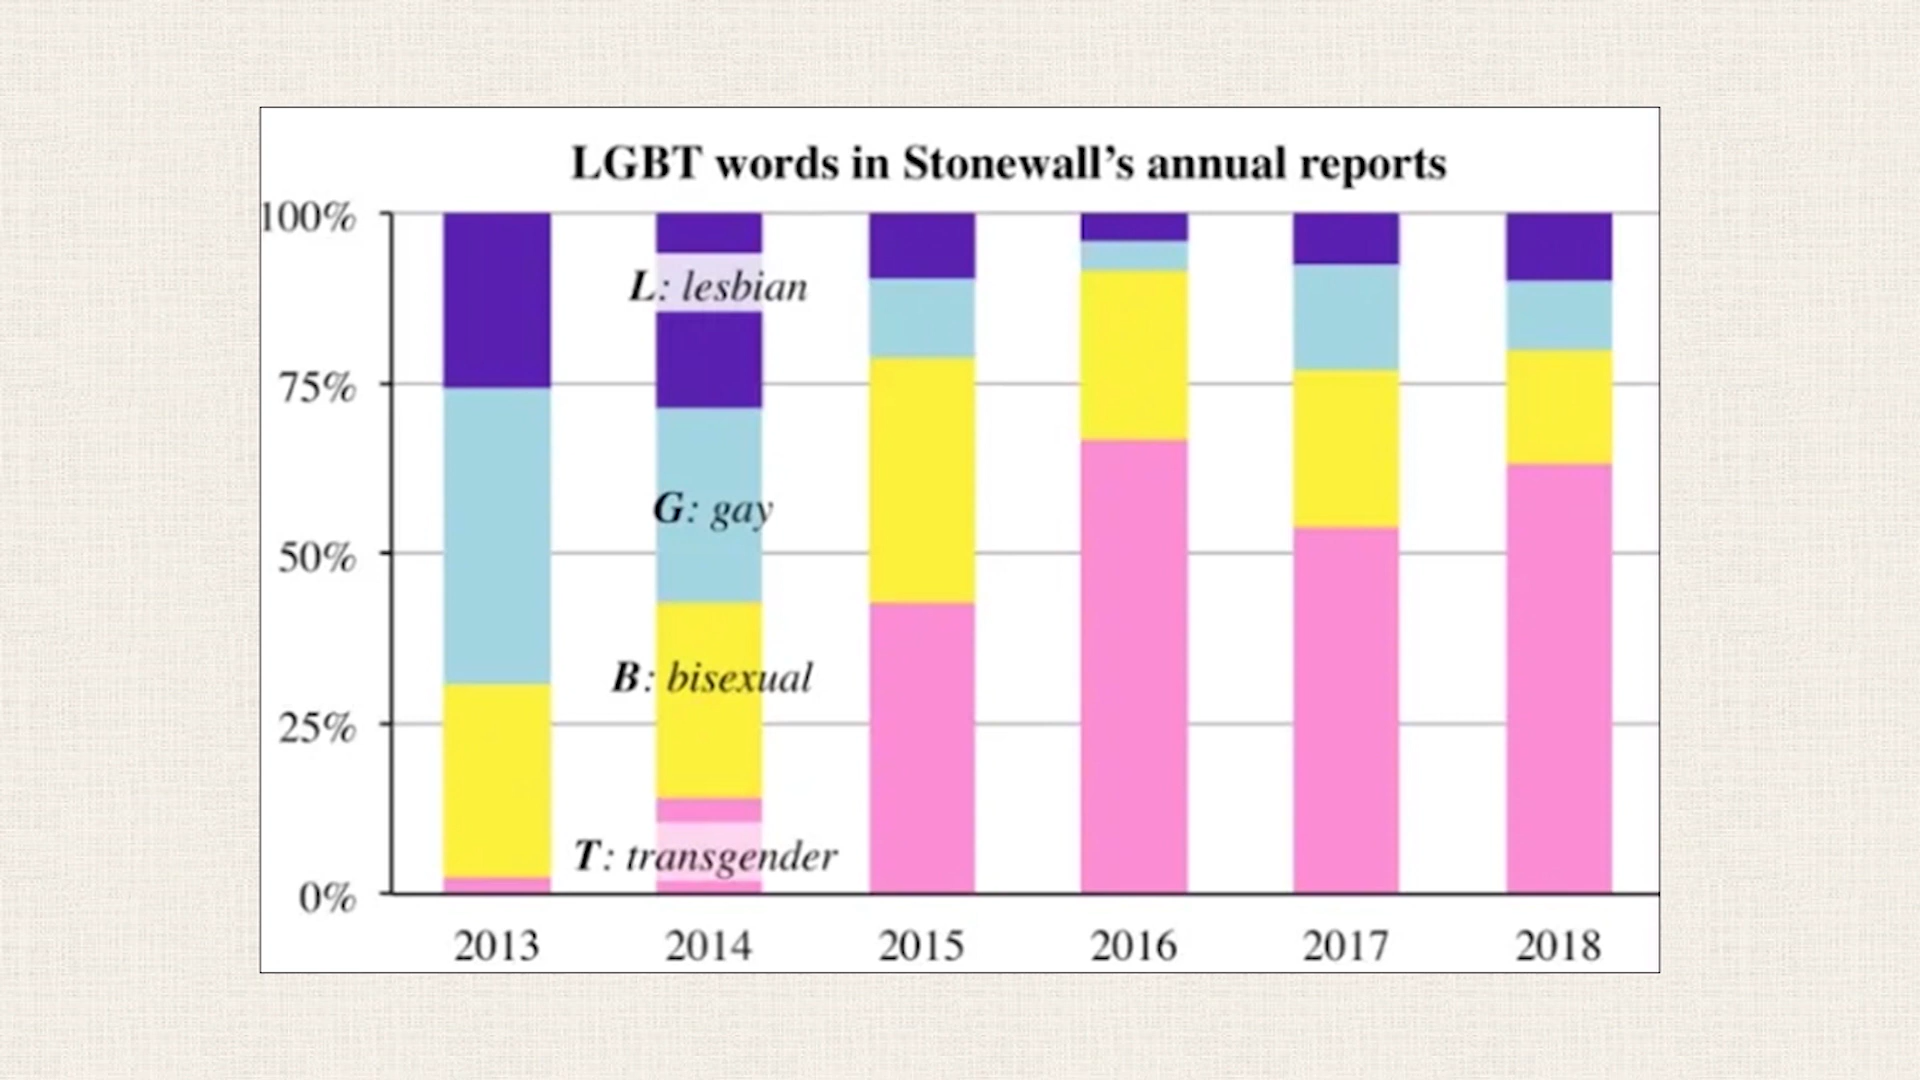 LGBT words in Stonewall’s annual reports
100%
75%
50%
25%
0%
L: lesbian
G: gay
B: bisexual
T: transgender
2013 2014 2015 2016 2017 2018